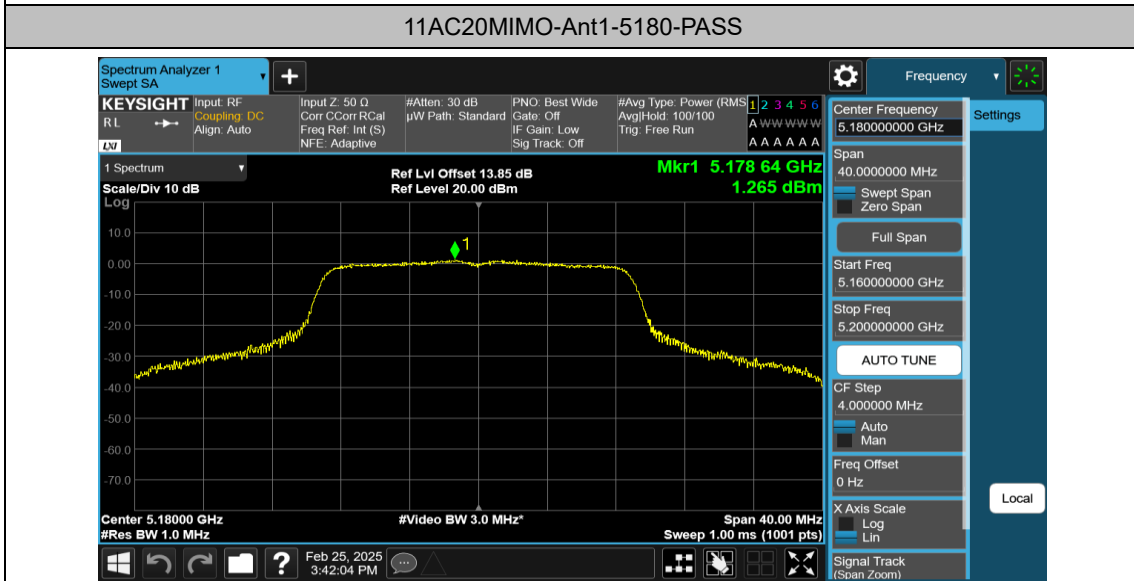 11AC20MIMO-Ant1-5180-PASS
Spectrum Analyzer 1
Swept SA
Frequency
KEYSIGHT
R L
LXI
Input: RF
Coupling: DC
Align: Auto
Input Z: 50 Ω
Corr CCorr RCal
Freq Ref: Int (S)
NFE: Adaptive
#Atten: 30 dB
µW Path: Standard
PNO: Best Wide
Gate: Off
IF Gain: Low
Sig Track: Off
#Avg Type: Power (RMS
Avg|Hold: 100/100
Trig: Free Run
1 2 3 4 5 6
A W W W W W
A A A A A A
1 Spectrum
Scale/Div 10 dB
Log
Ref Lvl Offset 13.85 dB
Ref Level 20.00 dBm
Mkr1 5.178 64 GHz
1.265 dBm
1
10.0
0.00
-10.0
-20.0
-30.0
-40.0
-50.0
-60.0
-70.0
Center 5.18000 GHz
#Res BW 1.0 MHz
#Video BW 3.0 MHz*
Span 40.00 MHz
Sweep 1.00 ms (1001 pts)
Feb 25, 2025
3:42:04 PM
Center Frequency
5.180000000 GHz
Span
40.0000000 MHz
Swept Span
Zero Span
Full Span
Start Freq
5.160000000 GHz
Stop Freq
5.200000000 GHz
AUTO TUNE
CF Step
4.000000 MHz
Auto
Man
Freq Offset
0 Hz
X Axis Scale
Log
Lin
Signal Track
(Span Zoom)
Settings
Local